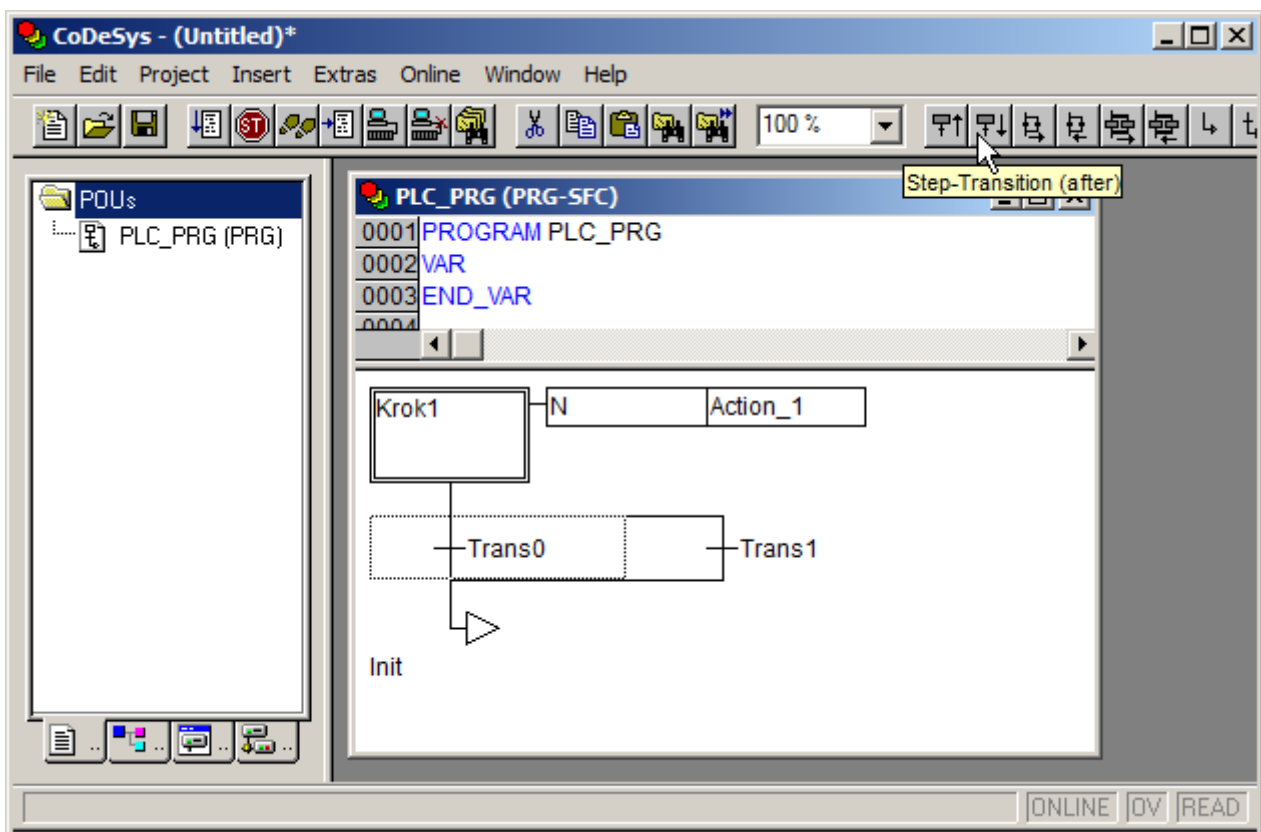 CoDeSys - (Untitled)*
File Edit Project Insert Extras Online Window Help
100 %
Step-Transition (after)
POUs
PLC_PRG (PRG)
PLC_PRG (PRG-SFC)
0001 PROGRAM PLC_PRG
0002 VAR
0003 END_VAR
0004
Krok1
N
Action_1
Trans0
Trans1
Init
.. .. .. ..
ONLINE OV READ